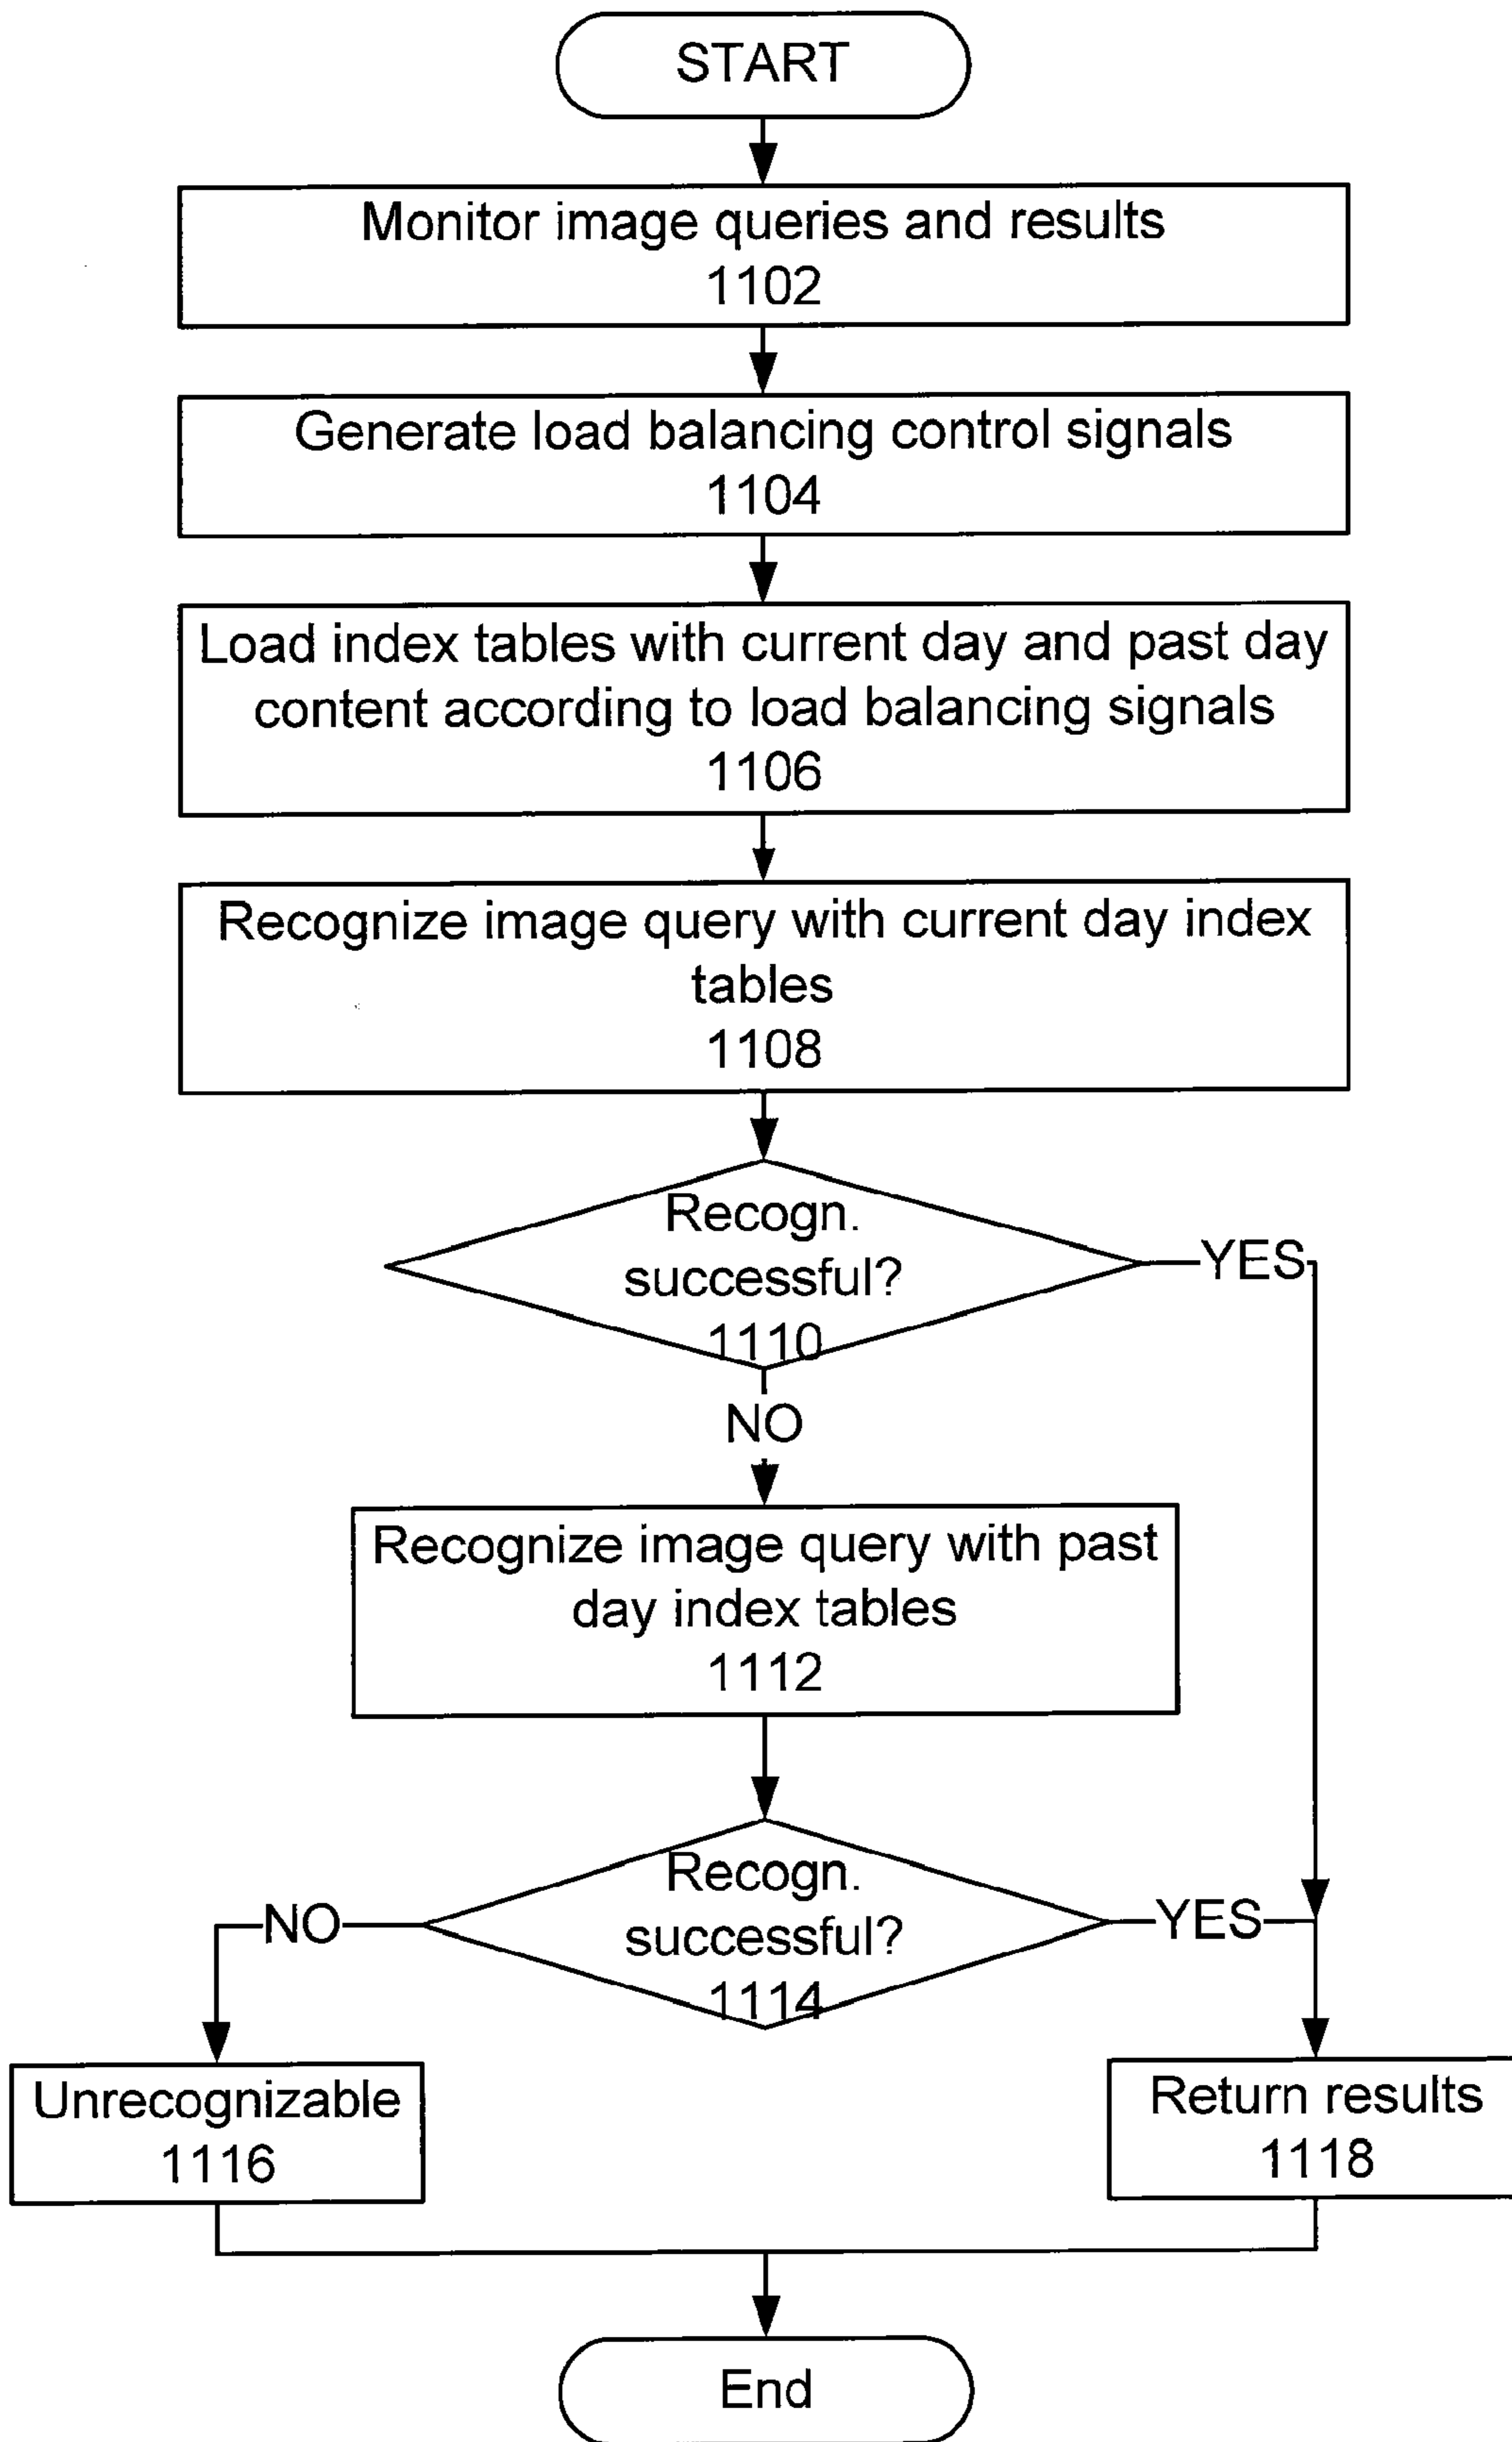 START
Monitor image queries and results
1102
Generate load balancing control signals
1104
Load index tables with current day and past day
content according to load balancing signals
1106
Recognize image query with current day index
tables
1108
Recogn.
successful?
1110
YES
NO
Recognize image query with past
day index tables
1112
Recogn.
successful?
1114
NO
YES
Unrecognizable
1116
Return results
1118
End